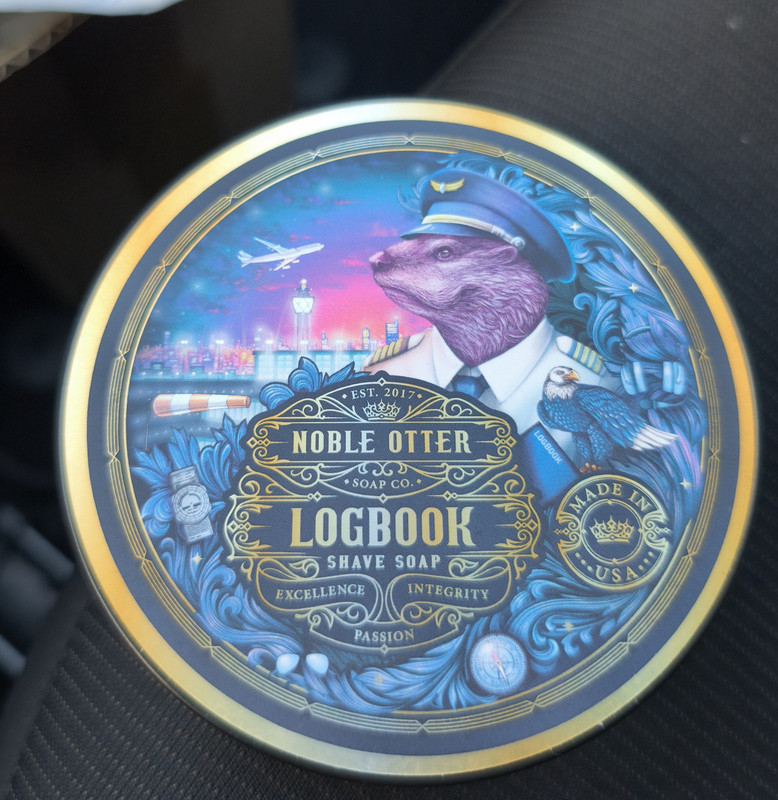 • EST. 2017 •
NOBLE OTTER
• SOAP CO. •
LOGBOOK
SHAVE SOAP
EXCELLENCE INTEGRITY
PASSION
LOGBOOK
MADE IN
• • • USA • • •